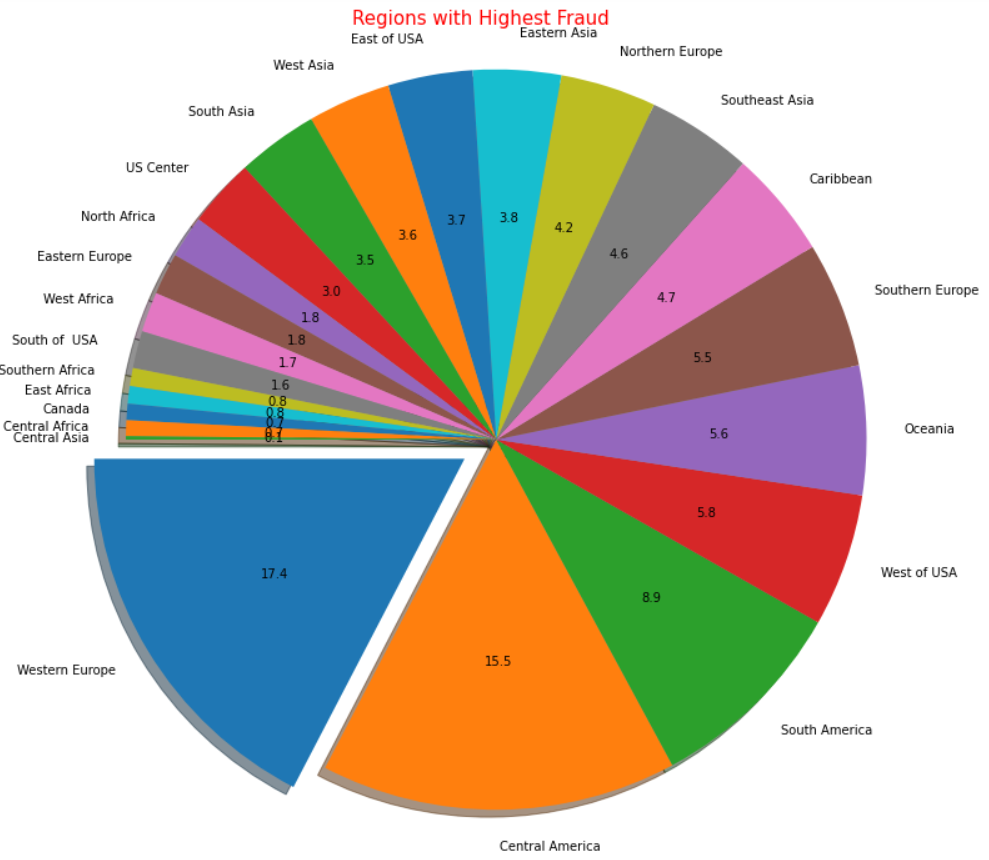 Regions with Highest Fraud
Eastern Asia
East of USA
Northern Europe
West Asia
Southeast Asia
South Asia
US Center
Caribbean
North Africa
Eastern Europe
Southern Europe
West Africa
South of  USA
Southern Africa
East Africa
Canada
Central Africa
Central Asia
Oceania
West of USA
Western Europe
South America
Central America
3.8
3.7
4.2
3.6
4.6
3.5
3.0
4.7
1.8
1.8
1.7
5.5
1.6
0.8
0.8
0.7
0.7
0.1
5.6
5.8
17.4
8.9
15.5